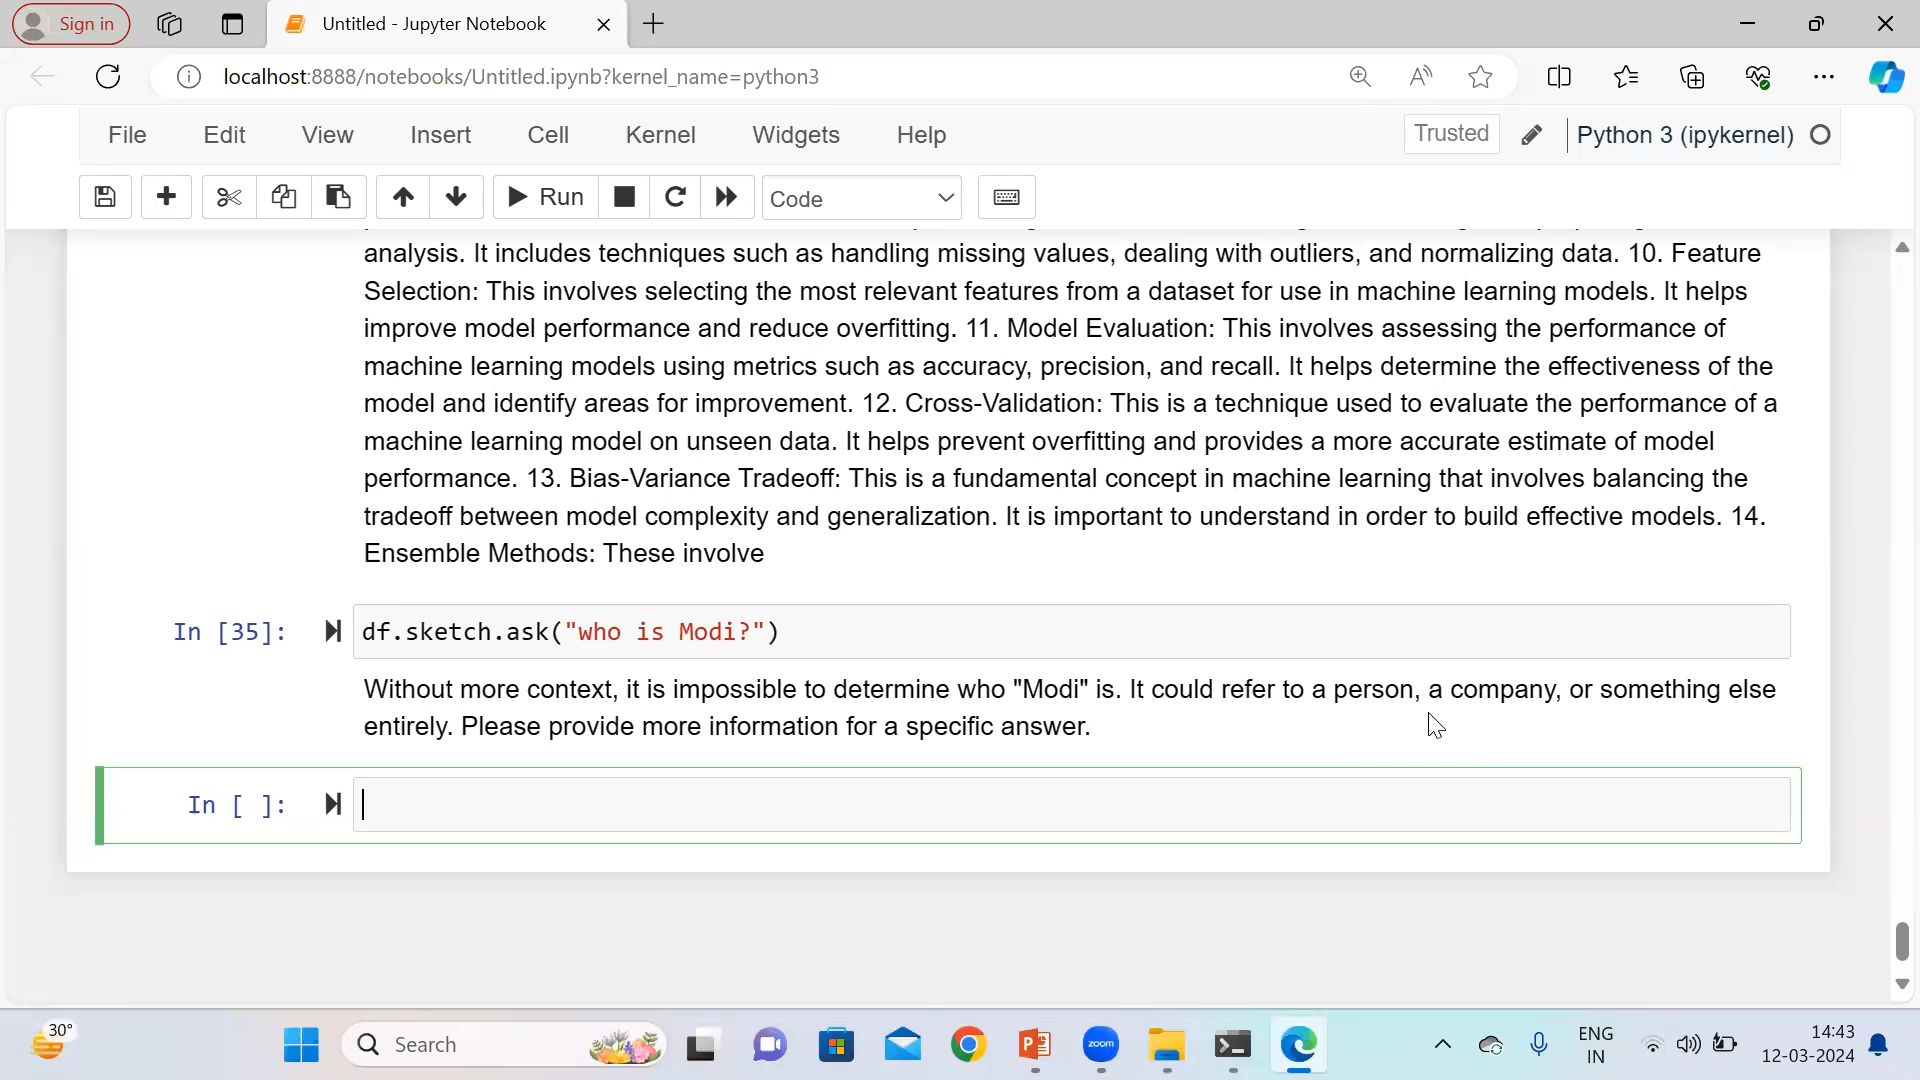 Sign in
Untitled - Jupyter Notebook
localhost:8888/notebooks/Untitled.ipynb?kernel_name=python3
File Edit View Insert Cell Kernel Widgets Help Trusted Python 3 (ipykernel)
Run Code
analysis. It includes techniques such as handling missing values, dealing with outliers, and normalizing data. 10. Feature
Selection: This involves selecting the most relevant features from a dataset for use in machine learning models. It helps
improve model performance and reduce overfitting. 11. Model Evaluation: This involves assessing the performance of
machine learning models using metrics such as accuracy, precision, and recall. It helps determine the effectiveness of the
model and identify areas for improvement. 12. Cross-Validation: This is a technique used to evaluate the performance of a
machine learning model on unseen data. It helps prevent overfitting and provides a more accurate estimate of model
performance. 13. Bias-Variance Tradeoff: This is a fundamental concept in machine learning that involves balancing the
tradeoff between model complexity and generalization. It is important to understand in order to build effective models. 14.
Ensemble Methods: These involve
In [35]: df.sketch.ask("who is Modi?")
Without more context, it is impossible to determine who "Modi" is. It could refer to a person, a company, or something else
entirely. Please provide more information for a specific answer.
In [ ]:
30°
Search
zoom
ENG
IN
14:43
12-03-2024